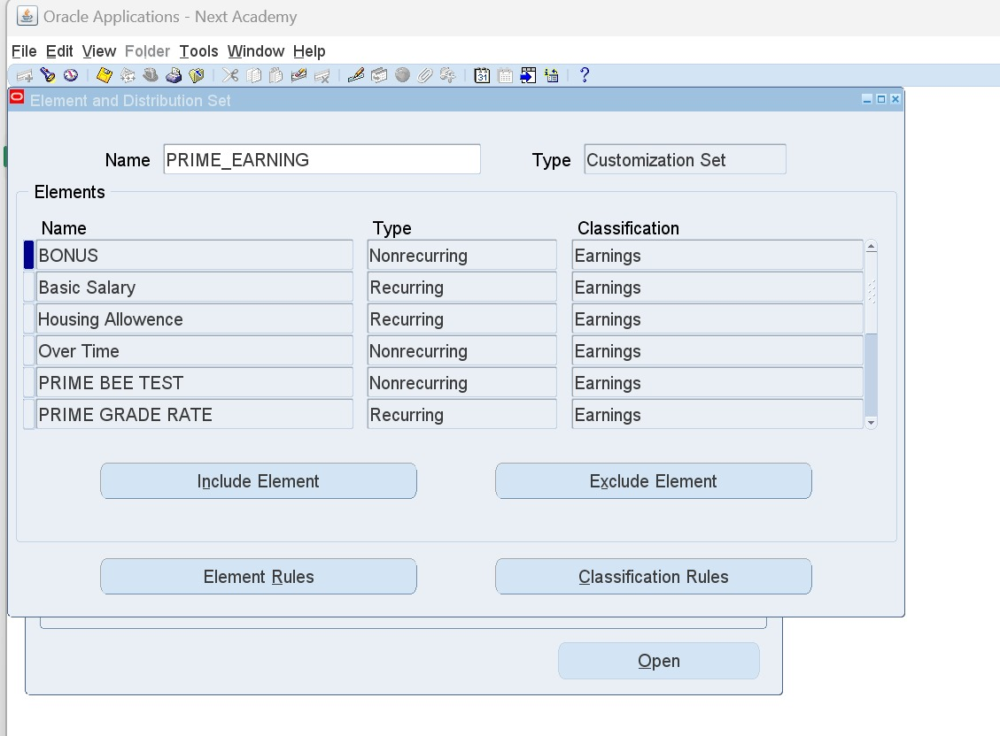 Oracle Applications - Next Academy
File Edit View Folder Tools Window Help
31 ?
Element and Distribution Set
Name PRIME_EARNING Type Customization Set
Elements
Name Type Classification
BONUS Nonrecurring Earnings
Basic Salary Recurring Earnings
Housing Allowence Recurring Earnings
Over Time Nonrecurring Earnings
PRIME BEE TEST Nonrecurring Earnings
PRIME GRADE RATE Recurring Earnings
Include Element Exclude Element
Element Rules Classification Rules
Open